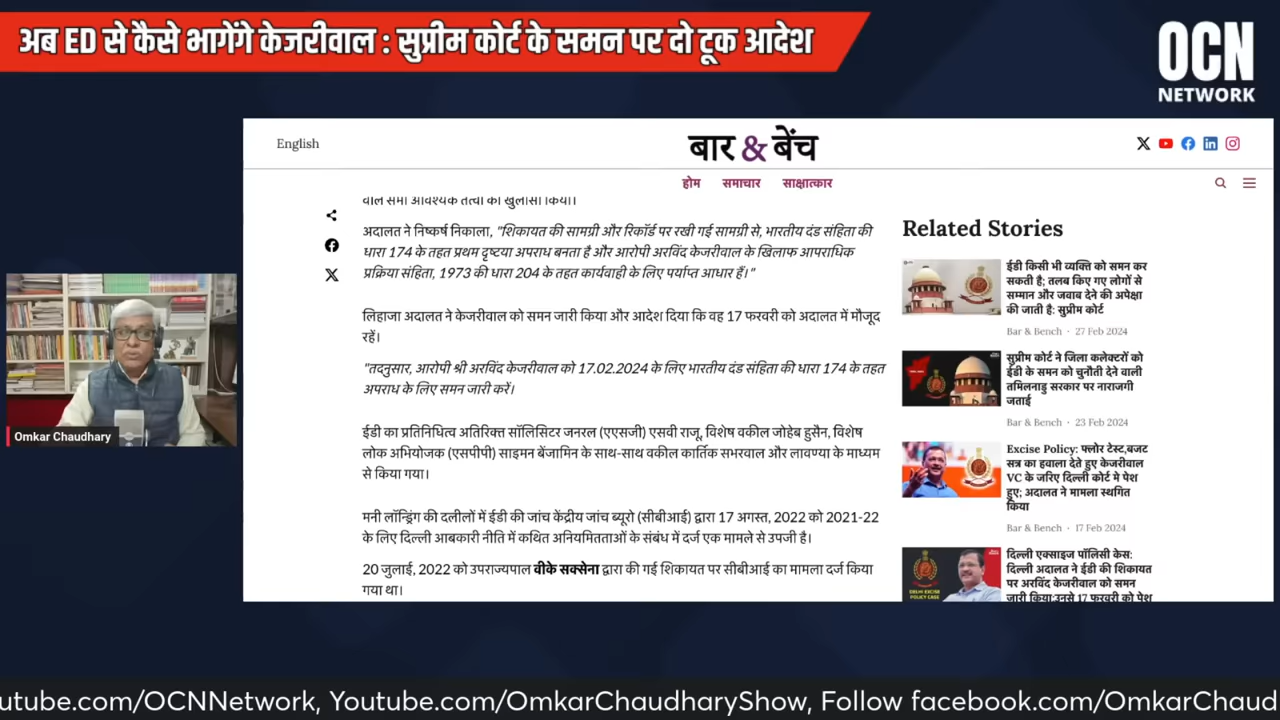 अब ED से कैसे भागेंगे केजरीवाल : सुप्रीम कोर्ट के समन पर दो टूक आदेश
OCN
NETWORK
English
बार & बेंच
होम समाचार साक्षात्कार
अदालत ने निष्कर्ष निकाला, "शिकायत की सामग्री और रिकॉर्ड पर रखी गई सामग्री से, भारतीय दंड संहिता की
धारा 174 के तहत प्रथम दृष्टया अपराध बनता है और आरोपी अरविंद केजरीवाल के खिलाफ आपराधिक
प्रक्रिया संहिता, 1973 की धारा 204 के तहत कार्यवाही के लिए पर्याप्त आधार हैं।"
लिहाजा अदालत ने केजरीवाल को समन जारी किया और आदेश दिया कि वह 17 फरवरी को अदालत में मौजूद
रहें।
"तदनुसार, आरोपी श्री अरविंद केजरीवाल को 17.02.2024 के लिए भारतीय दंड संहिता की धारा 174 के तहत
अपराध के लिए समन जारी करें।
ईडी का प्रतिनिधित्व अतिरिक्त सॉलिसिटर जनरल (एएसजी) एसवी राजू, विशेष वकील जोहेब हुसैन, विशेष
लोक अभियोजक (एसपीपी) साइमन बेंजामिन के साथ-साथ वकील कार्तिक सभरवाल और लावण्या के माध्यम
से किया गया।
मनी लॉन्ड्रिंग की दलीलों में ईडी की जांच केंद्रीय जांच ब्यूरो (सीबीआई) द्वारा 17 अगस्त, 2022 को 2021-22
के लिए दिल्ली आबकारी नीति में कथित अनियमितताओं के संबंध में दर्ज एक मामले से उपजी है।
20 जुलाई, 2022 को उपराज्यपाल वीके सक्सेना द्वारा की गई शिकायत पर सीबीआई का मामला दर्ज किया
गया था।
Related Stories
ईडी किसी भी व्यक्ति को समन कर
सकती है; तलब किए गए लोगों से
सम्मान और जवाब देने की अपेक्षा
की जाती है: सुप्रीम कोर्ट
Bar & Bench · 27 Feb 2024
सुप्रीम कोर्ट ने जिला कलेक्टरों को
ईडी के समन को चुनौती देने वाली
तमिलनाडु सरकार पर नाराजगी
जताई
Bar & Bench · 23 Feb 2024
Excise Policy: फ्लोर टेस्ट,बजट
सत्र का हवाला देते हुए केजरीवाल
VC के जरिए दिल्ली कोर्ट मे पेश
हुए; अदालत ने मामला स्थगित
किया
Bar & Bench · 17 Feb 2024
दिल्ली एक्साइज पॉलिसी केस:
दिल्ली अदालत ने ईडी की शिकायत
पर अरविंद केजरीवाल को समन
जारी किया;उनसे 17 फरवरी को पेश
Omkar Chaudhary
utube.com/OCNNetwork, Youtube.com/OmkarChaudharyShow, Follow facebook.com/OmkarChaud